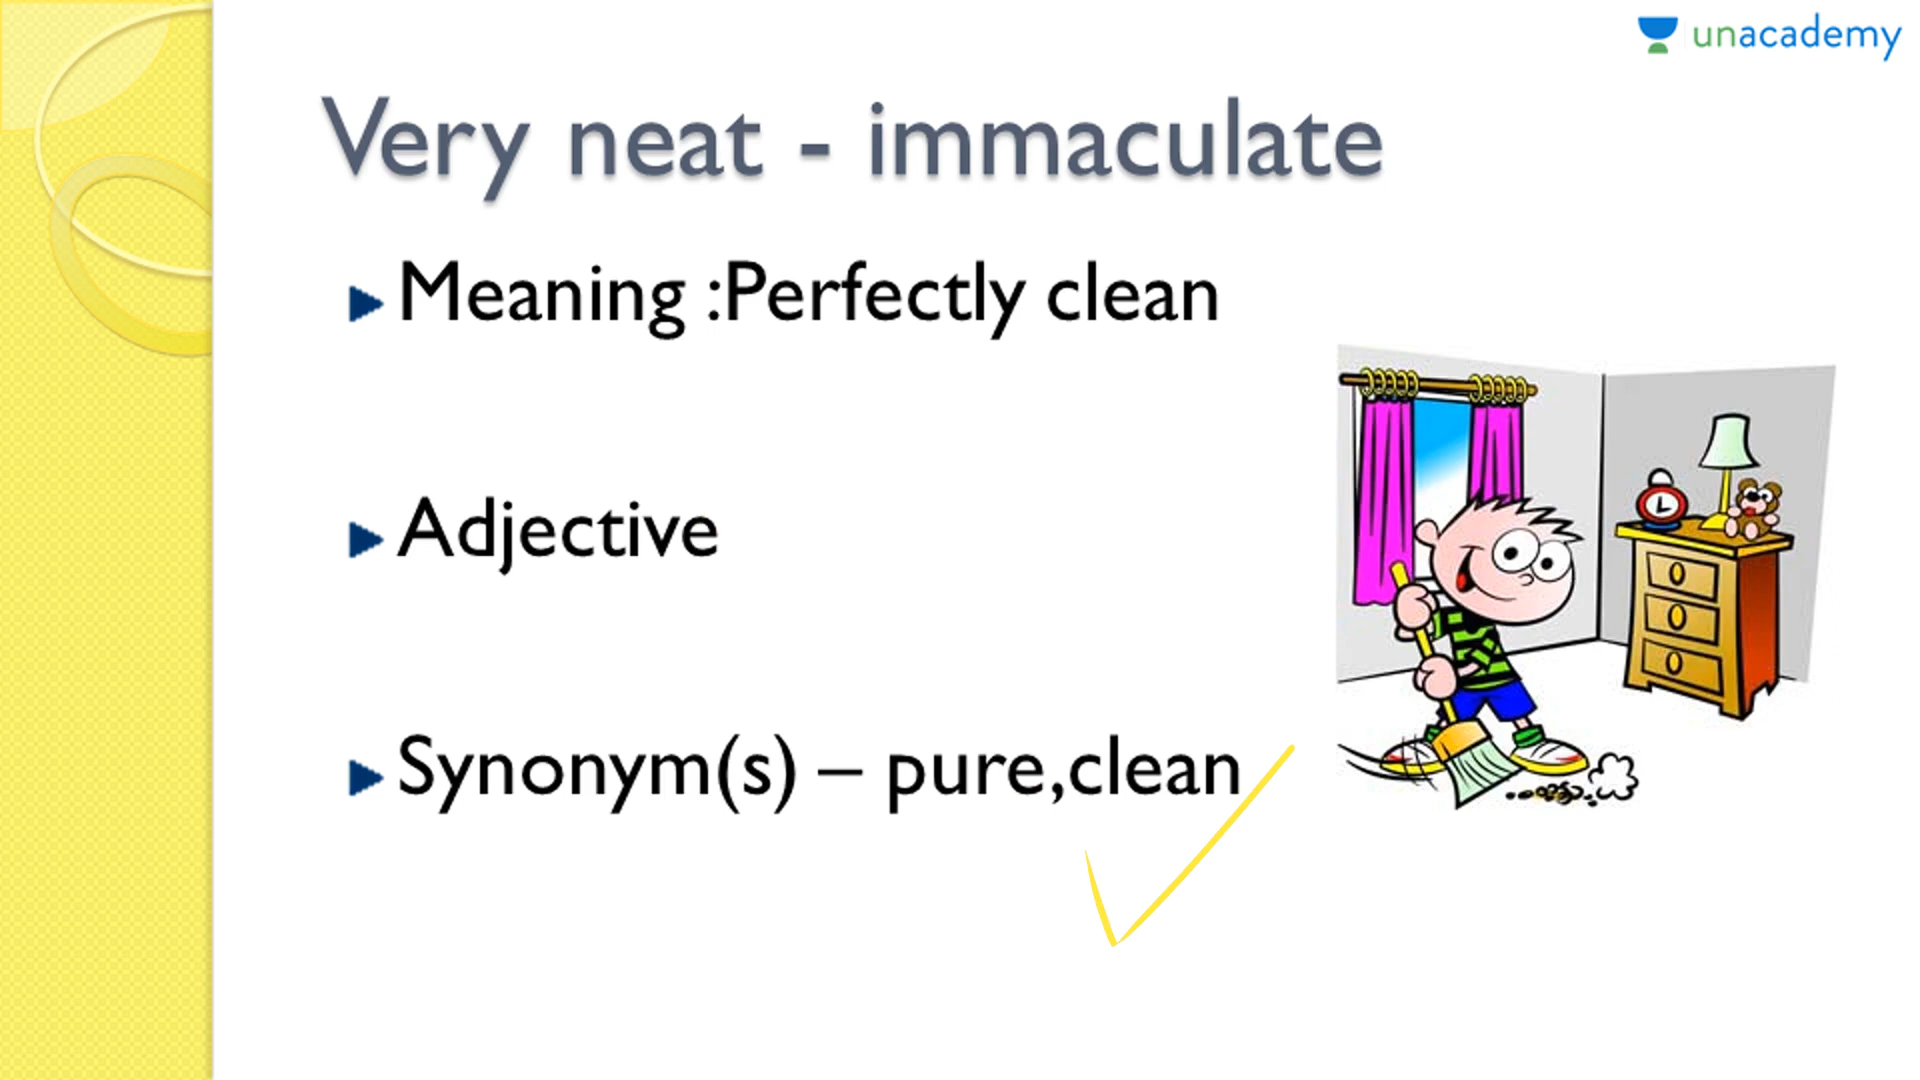 unacademy
Very neat - immaculate
Meaning :Perfectly clean
Adjective
Synonym(s) – pure,clean